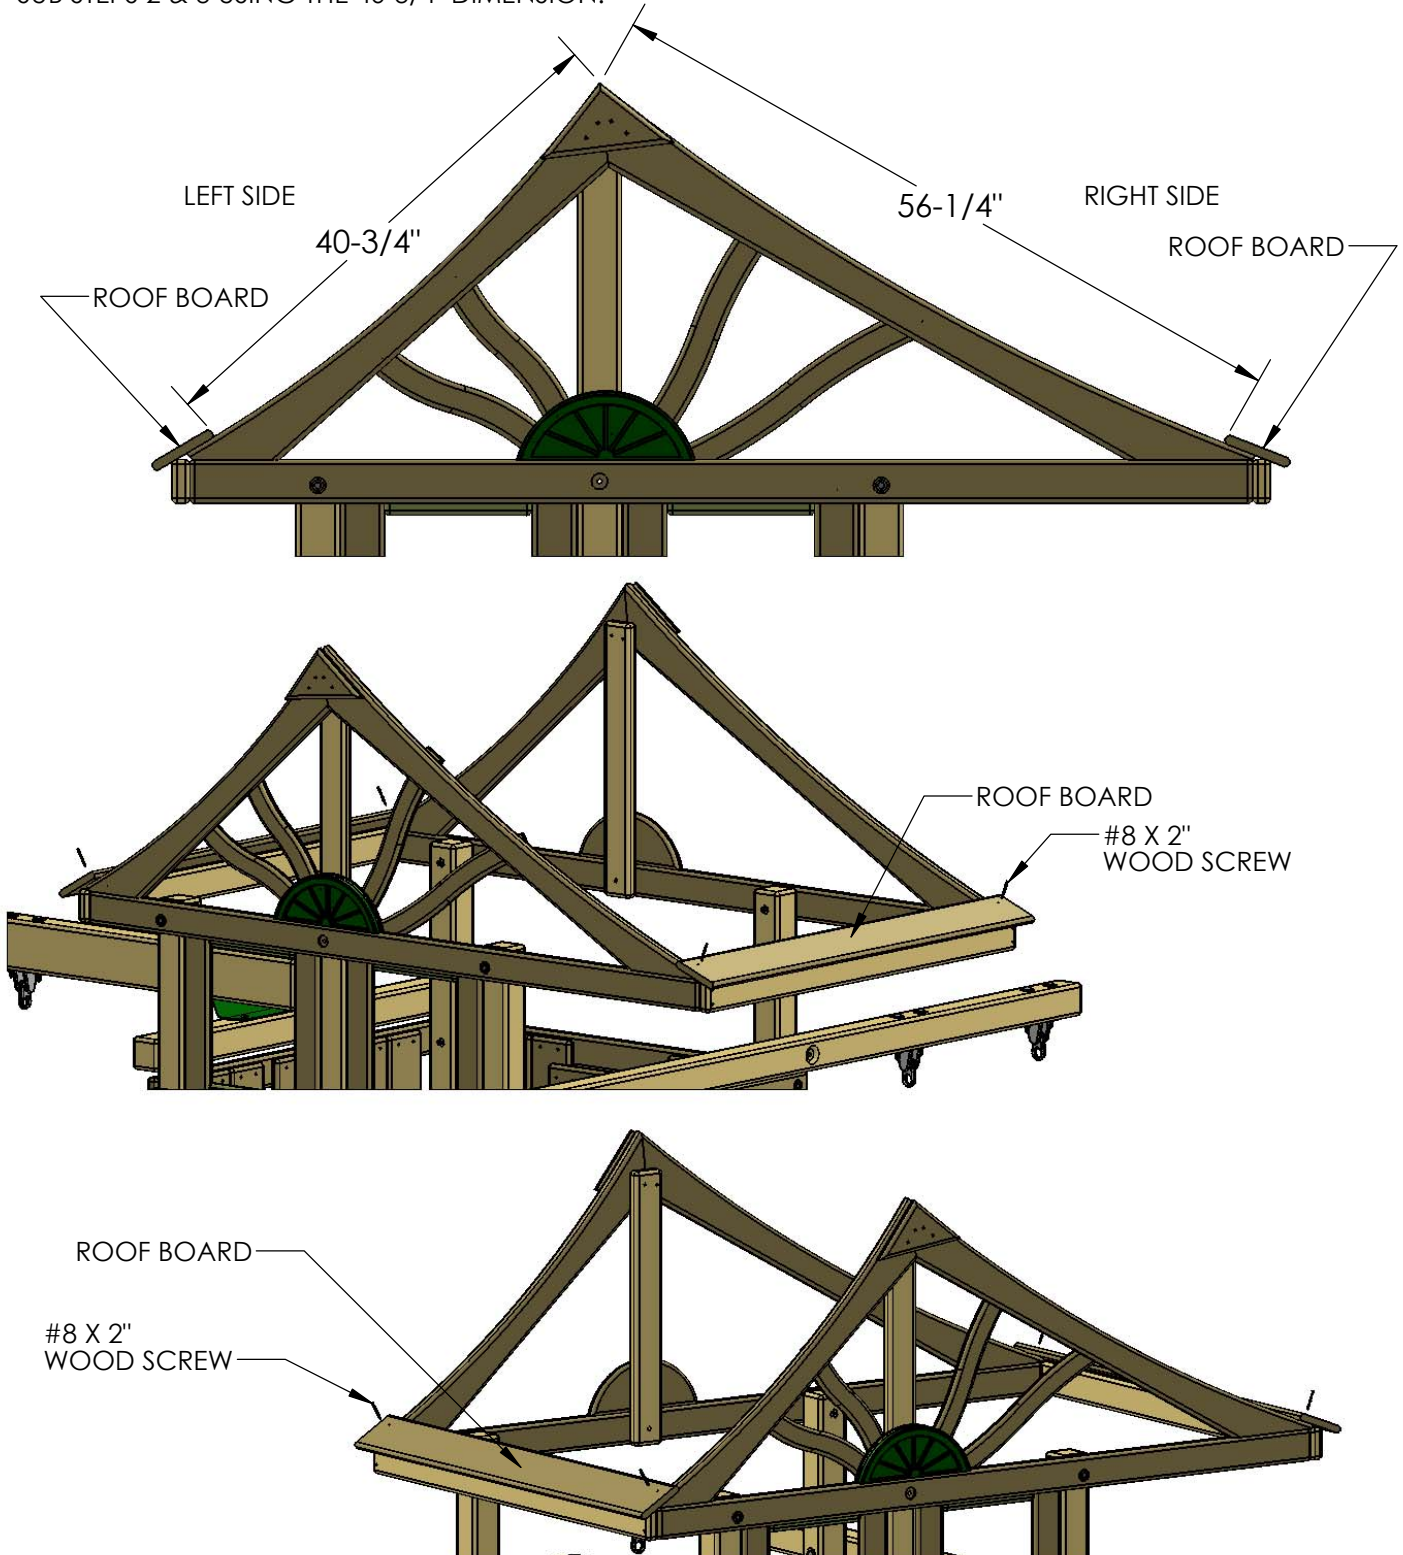 DIMENSION.
LEFT SIDE
56-1/4"
RIGHT SIDE
40-3/4"
ROOF BOARD
ROOF BOARD
ROOF BOARD
#8 X 2"
WOOD SCREW
ROOF BOARD
#8 X 2"
WOOD SCREW